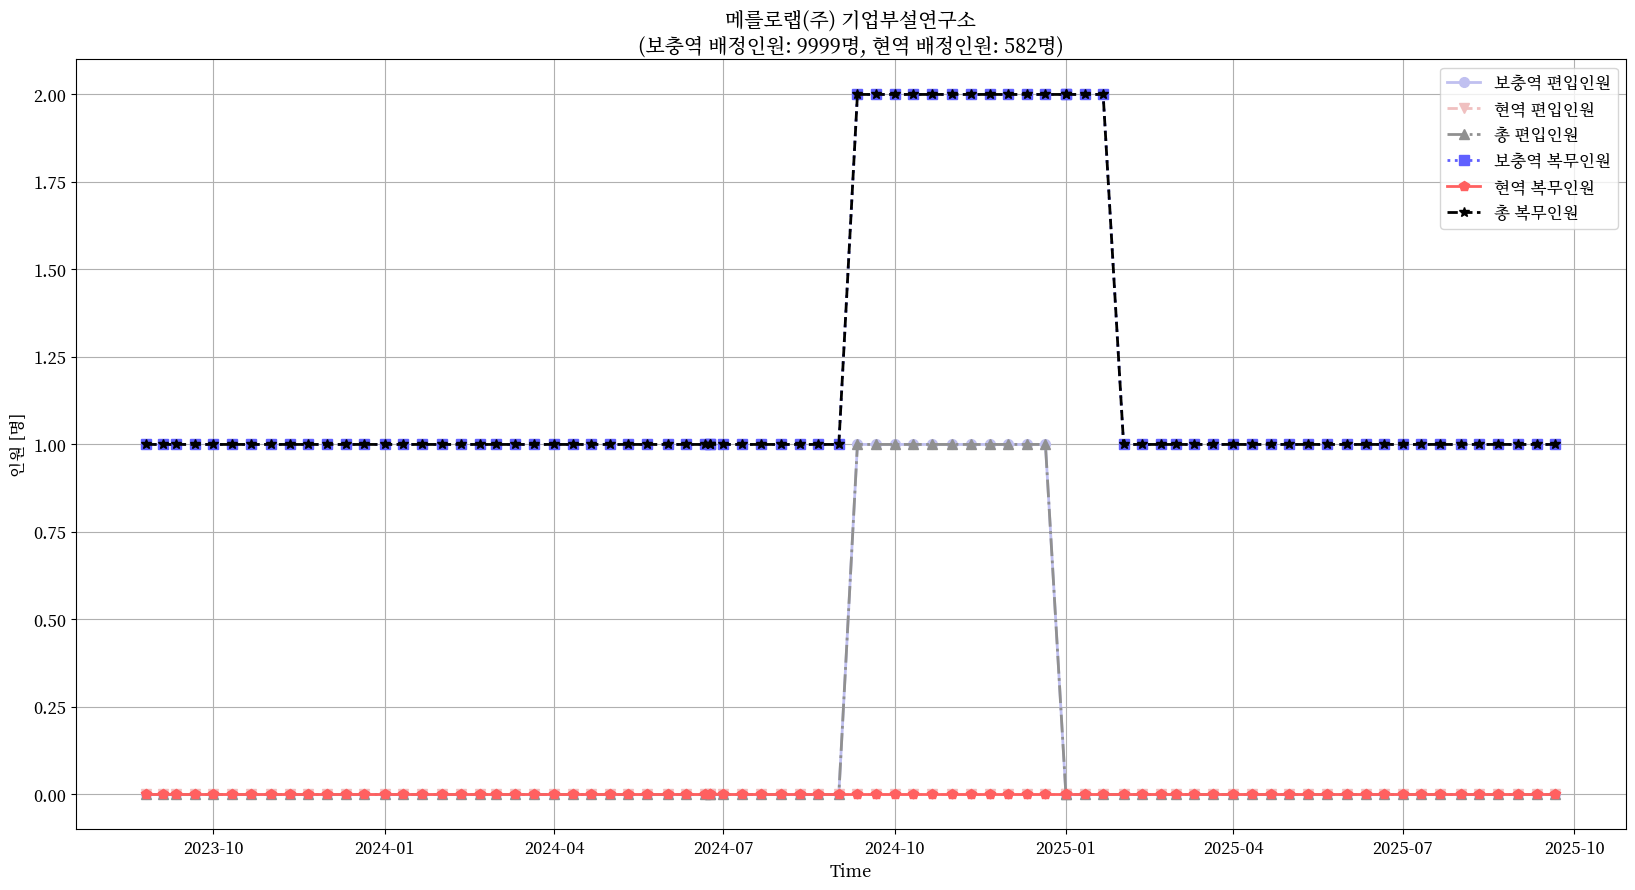 메를로랩(주) 기업부설연구소
(보충역 배정인원: 9999명, 현역 배정인원: 582명)
보충역 편입인원
현역 편입인원
총 편입인원
보충역 복무인원
현역 복무인원
총 복무인원
인원 [명]
2.00
1.75
1.50
1.25
1.00
0.75
0.50
0.25
0.00
2023-10
2024-01
2024-04
2024-07
2024-10
2025-01
2025-04
2025-07
2025-10
Time